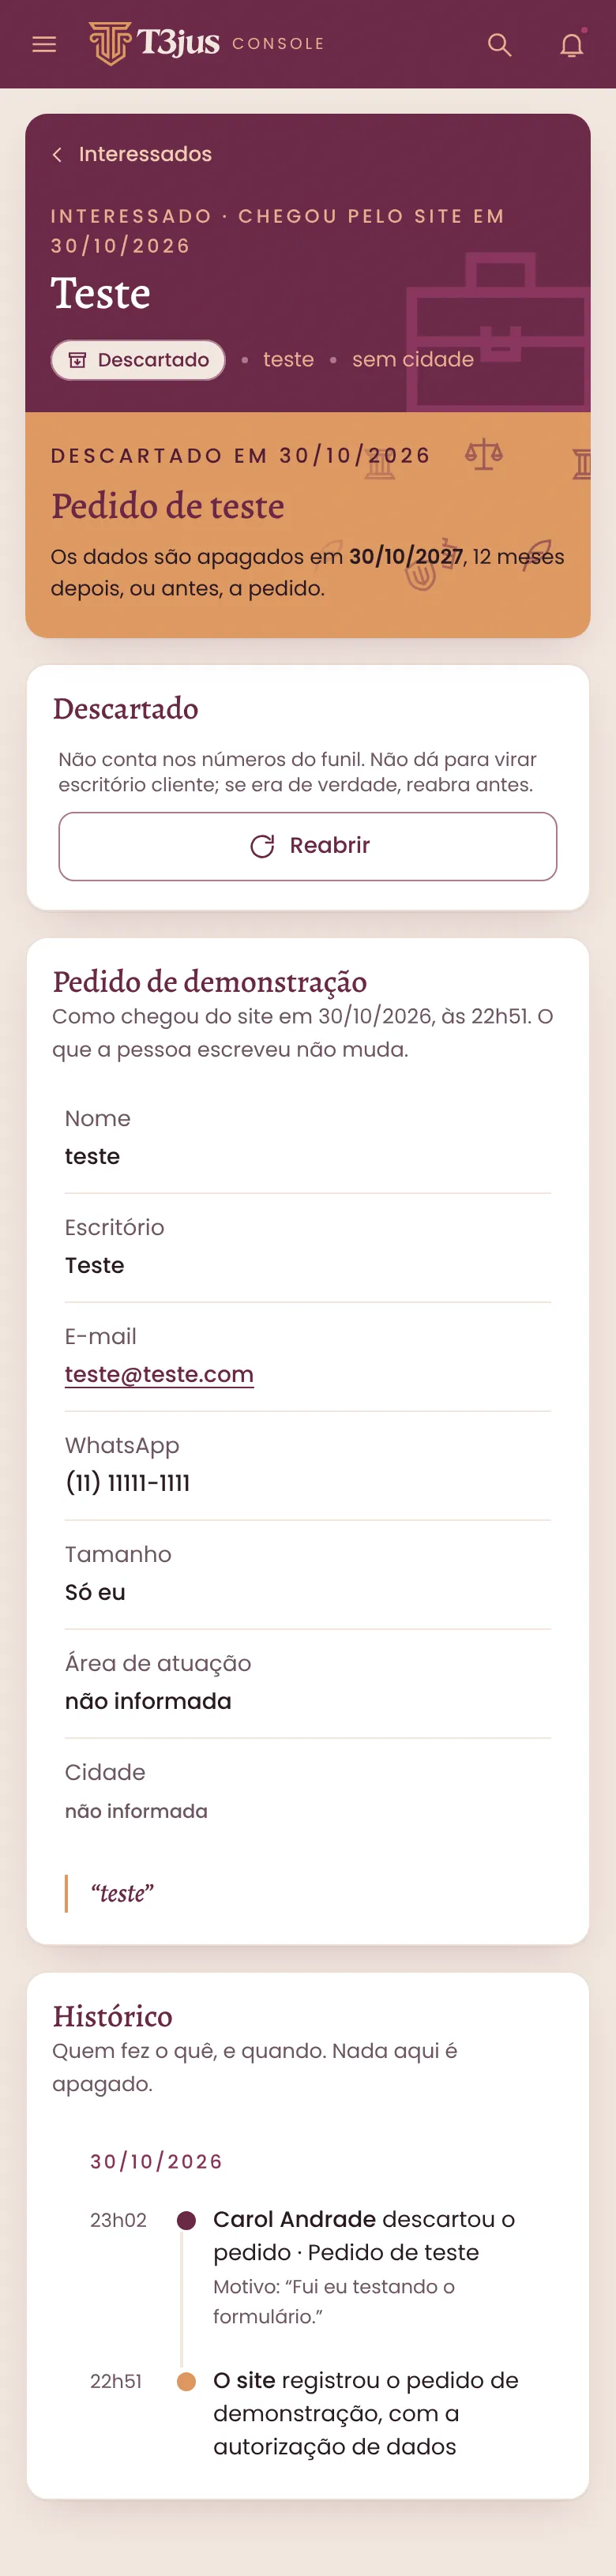 T3jus CONSOLE
Interessados
INTERESSADO · CHEGOU PELO SITE EM
30/10/2026
Teste
Descartado • teste • sem cidade
DESCARTADO EM 30/10/2026
Pedido de teste
Os dados são apagados em 30/10/2027, 12 meses
depois, ou antes, a pedido.
Descartado
Não conta nos números do funil. Não dá para virar
escritório cliente; se era de verdade, reabra antes.
Reabrir
Pedido de demonstração
Como chegou do site em 30/10/2026, às 22h51. O
que a pessoa escreveu não muda.
Nome
teste
Escritório
Teste
E-mail
teste@teste.com
WhatsApp
(11) 11111-1111
Tamanho
Só eu
Área de atuação
não informada
Cidade
não informada
“teste”
Histórico
Quem fez o quê, e quando. Nada aqui é
apagado.
30/10/2026
23h02 Carol Andrade descartou o
pedido · Pedido de teste
Motivo: “Fui eu testando o
formulário.”
22h51 O site registrou o pedido de
demonstração, com a
autorização de dados